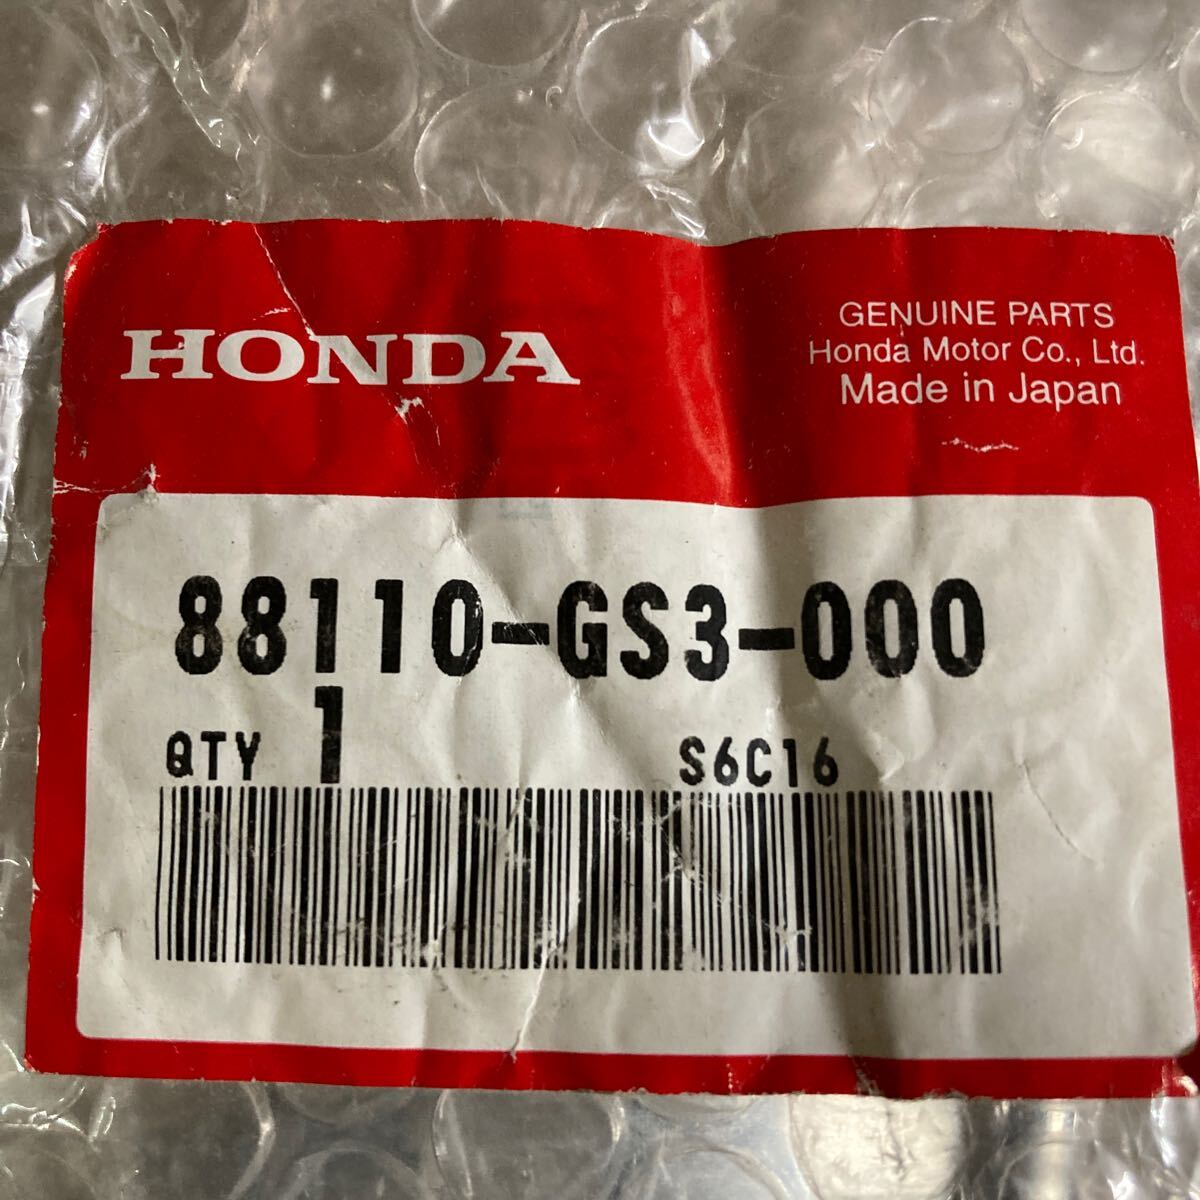 HONDA
GENUINE PARTS
Honda Motor Co., Ltd.
Made in Japan
88110-GS3-000
QTY 1 S6C16